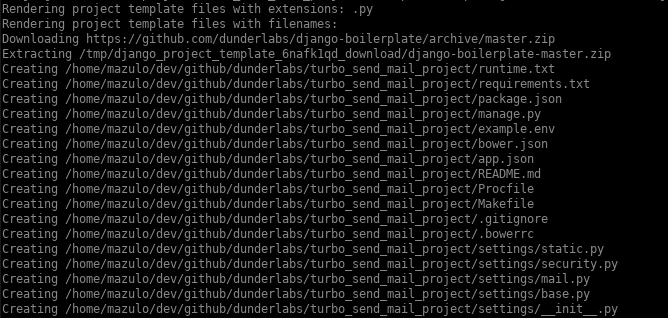 Rendering project template files with extensions: .py
Rendering project template files with filenames:
Downloading https://github.com/dunderlabs/django-boilerplate/archive/master.zip
Extracting /tmp/django_project_template_6nafk1qd_download/django-boilerplate-master.zip
Creating /home/mazulo/dev/github/dunderlabs/turbo_send_mail_project/runtime.txt
Creating /home/mazulo/dev/github/dunderlabs/turbo_send_mail_project/requirements.txt
Creating /home/mazulo/dev/github/dunderlabs/turbo_send_mail_project/package.json
Creating /home/mazulo/dev/github/dunderlabs/turbo_send_mail_project/manage.py
Creating /home/mazulo/dev/github/dunderlabs/turbo_send_mail_project/example.env
Creating /home/mazulo/dev/github/dunderlabs/turbo_send_mail_project/bower.json
Creating /home/mazulo/dev/github/dunderlabs/turbo_send_mail_project/app.json
Creating /home/mazulo/dev/github/dunderlabs/turbo_send_mail_project/README.md
Creating /home/mazulo/dev/github/dunderlabs/turbo_send_mail_project/Procfile
Creating /home/mazulo/dev/github/dunderlabs/turbo_send_mail_project/Makefile
Creating /home/mazulo/dev/github/dunderlabs/turbo_send_mail_project/.gitignore
Creating /home/mazulo/dev/github/dunderlabs/turbo_send_mail_project/.bowerrc
Creating /home/mazulo/dev/github/dunderlabs/turbo_send_mail_project/settings/static.py
Creating /home/mazulo/dev/github/dunderlabs/turbo_send_mail_project/settings/security.py
Creating /home/mazulo/dev/github/dunderlabs/turbo_send_mail_project/settings/mail.py
Creating /home/mazulo/dev/github/dunderlabs/turbo_send_mail_project/settings/base.py
Creating /home/mazulo/dev/github/dunderlabs/turbo_send_mail_project/settings/__init__.py